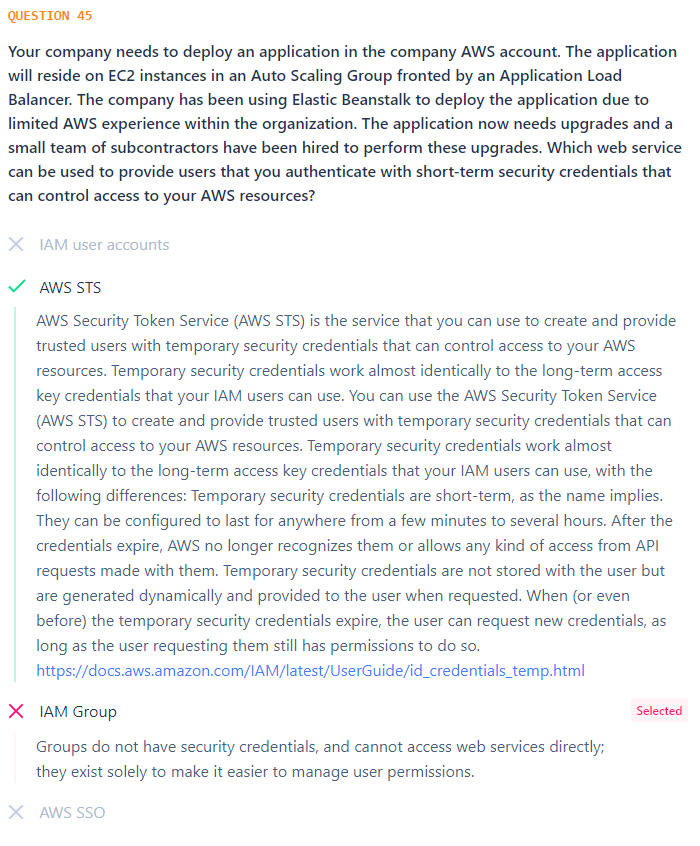 QUESTION 45
Your company needs to deploy an application in the company AWS account. The application
will reside on EC2 instances in an Auto Scaling Group fronted by an Application Load
Balancer. The company has been using Elastic Beanstalk to deploy the application due to
limited AWS experience within the organization. The application now needs upgrades and a
small team of subcontractors have been hired to perform these upgrades. Which web service
can be used to provide users that you authenticate with short-term security credentials that
can control access to your AWS resources?
IAM user accounts
AWS STS
AWS Security Token Service (AWS STS) is the service that you can use to create and provide
trusted users with temporary security credentials that can control access to your AWS
resources. Temporary security credentials work almost identically to the long-term access
key credentials that your IAM users can use. You can use the AWS Security Token Service
(AWS STS) to create and provide trusted users with temporary security credentials that can
control access to your AWS resources. Temporary security credentials work almost
identically to the long-term access key credentials that your IAM users can use, with the
following differences: Temporary security credentials are short-term, as the name implies.
They can be configured to last for anywhere from a few minutes to several hours. After the
credentials expire, AWS no longer recognizes them or allows any kind of access from API
requests made with them. Temporary security credentials are not stored with the user but
are generated dynamically and provided to the user when requested. When (or even
before) the temporary security credentials expire, the user can request new credentials, as
long as the user requesting them still has permissions to do so.
https://docs.aws.amazon.com/IAM/latest/UserGuide/id_credentials_temp.html
IAM Group
Selected
Groups do not have security credentials, and cannot access web services directly;
they exist solely to make it easier to manage user permissions.
AWS SSO